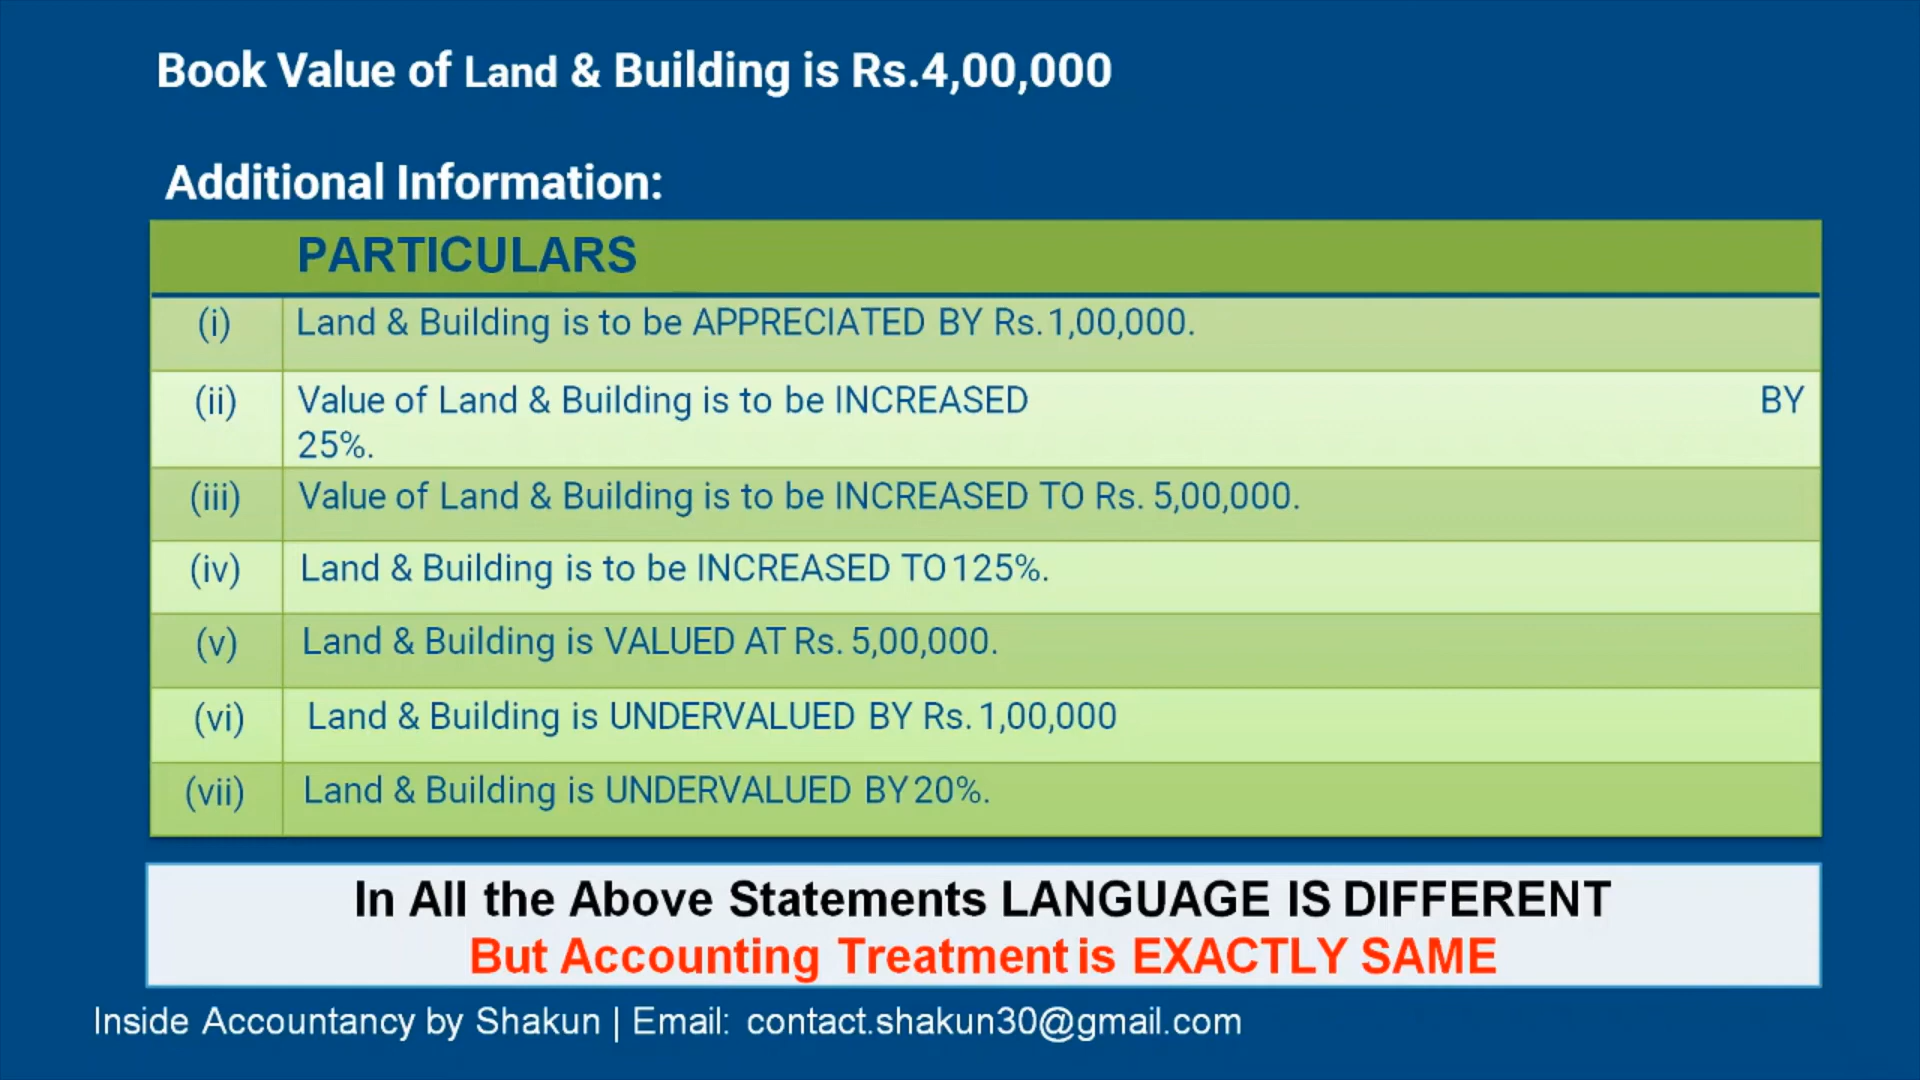 Book Value of Land & Building is Rs.4,00,000
Additional Information:
PARTICULARS
(i) Land & Building is to be APPRECIATED BY Rs. 1,00,000.
(ii) Value of Land & Building is to be INCREASED BY
25%.
(iii) Value of Land & Building is to be INCREASED TO Rs. 5,00,000.
(iv) Land & Building is to be INCREASED TO 125%.
(v) Land & Building is VALUED AT Rs. 5,00,000.
(vi) Land & Building is UNDERVALUED BY Rs. 1,00,000
(vii) Land & Building is UNDERVALUED BY 20%.
In All the Above Statements LANGUAGE IS DIFFERENT
But Accounting Treatment is EXACTLY SAME
Inside Accountancy by Shakun | Email: contact.shakun30@gmail.com